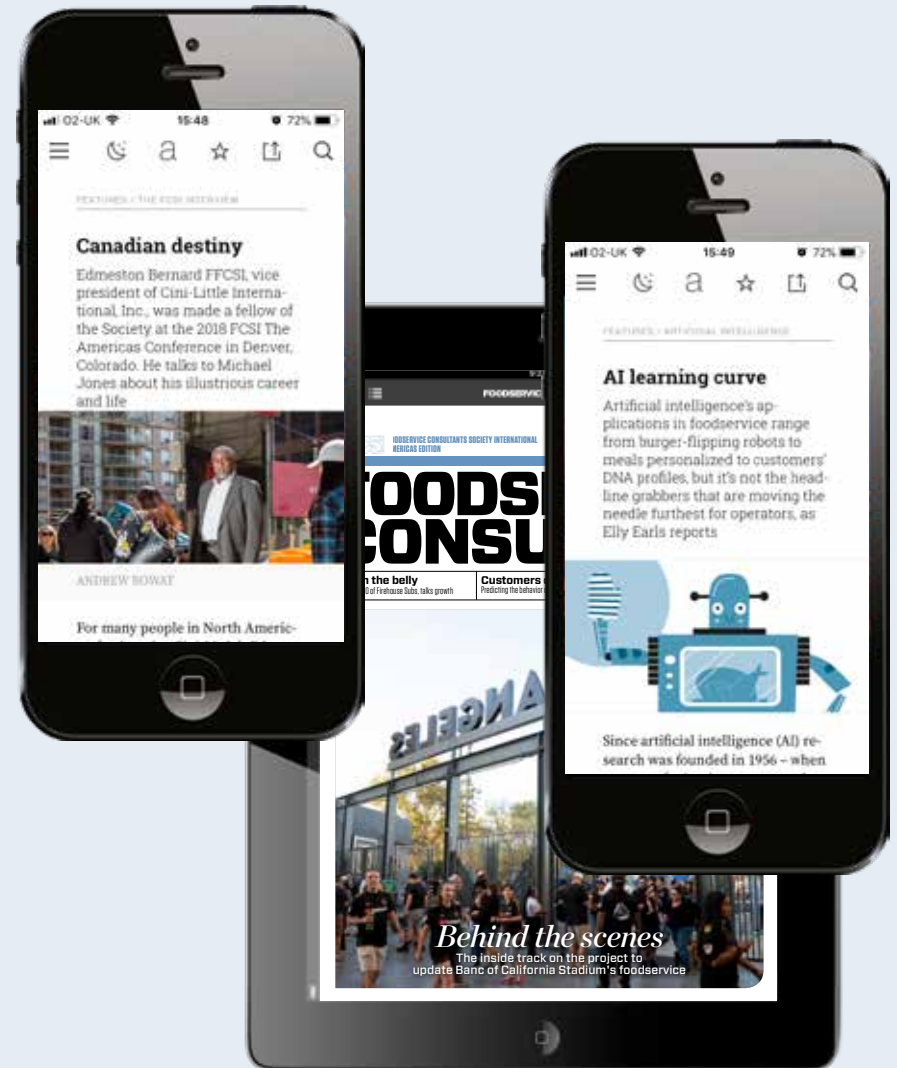 O2-UK 15:48 72%
a
FEATURES / THE FCSI INTERVIEW
Canadian destiny
Edmeston Bernard FFCSI, vice
president of Cini-Little Interna-
tional, Inc., was made a fellow of
the Society at the 2018 FCSI The
Americas Conference in Denver,
Colorado. He talks to Michael
Jones about his illustrious career
and life
ANDREW ROWAT
For many people in North Americ-
O2-UK 15:49 72%
a
FEATURES / ARTIFICIAL INTELLIGENCE
AI learning curve
Artificial intelligence's ap-
plications in foodservice range
from burger-flipping robots to
meals personalized to customers'
DNA profiles, but it's not the head-
line grabbers that are moving the
needle furthest for operators, as
Elly Earls reports
Since artificial intelligence (AI) re-
search was founded in 1956 – when
FOODSERVIC
OODSERVICE CONSULTANTS SOCIETY INTERNATIONAL
MERICAS EDITION
OODS
CONSU
n the belly
O of Firehouse Subs, talks growth
Customers
Predicting the behavior
ANGELES
Behind the scenes
The inside track on the project to
update Banc of California Stadium's foodservice